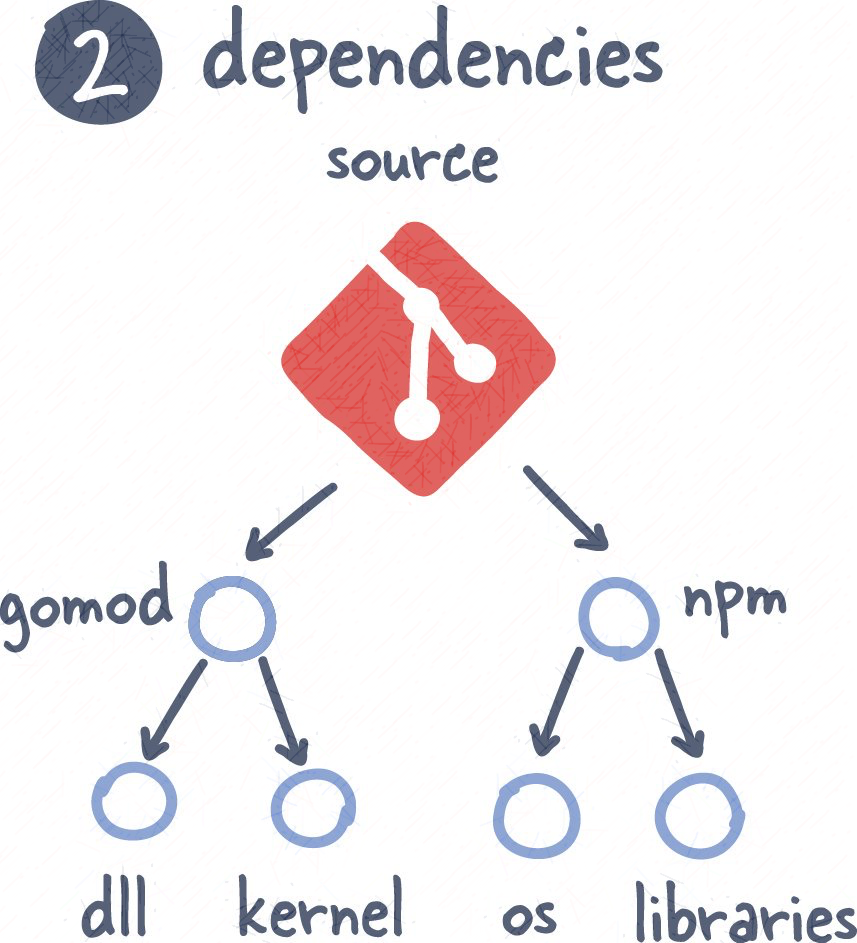 2 dependencies
source
gomod
npm
dll
kernel
os
libraries